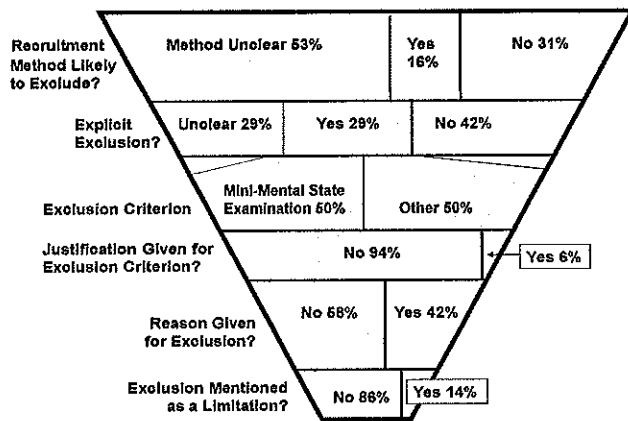 Recruitment
Method Likely
to Exclude?
Method Unclear 53%
Yes
16%
No 31%
Explicit
Exclusion?
Unclear 29%
Yes 29%
No 42%
Exclusion Criterion
Mini-Mental State
Examination 50%
Other 50%
Justification Given for
Exclusion Criterion?
No 94%
Yes 6%
Reason Given
for Exclusion?
No 58%
Yes 42%
Exclusion Mentioned
as a Limitation?
No 86%
Yes 14%